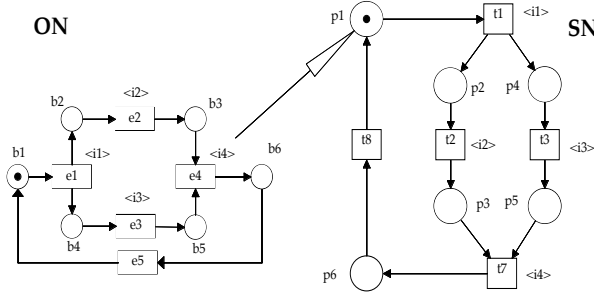 ON
SN
p1
t1
<i1>
p2
p4
t8
t2
<i2>
t3
<i3>
p3
p5
p6
t7
<i4>
<i2>
b2
e2
b3
b1
e1
<i1>
<i4>
e4
b6
<i3>
b4
e3
b5
e5